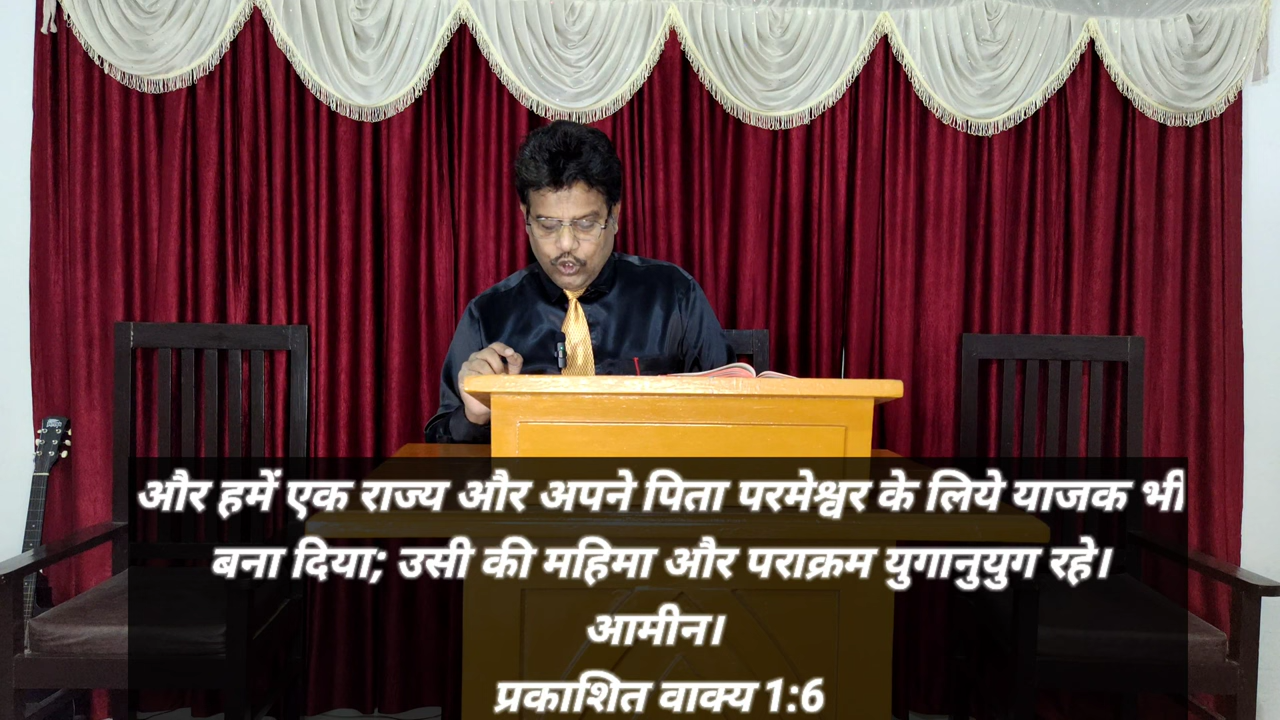 और हमें एक राज्य और अपने पिता परमेश्वर के लिये याजक भी
बना दिया; उसी की महिमा और पराक्रम युगानुयुग रहे।
आमीन।
प्रकाशित वाक्य 1:6